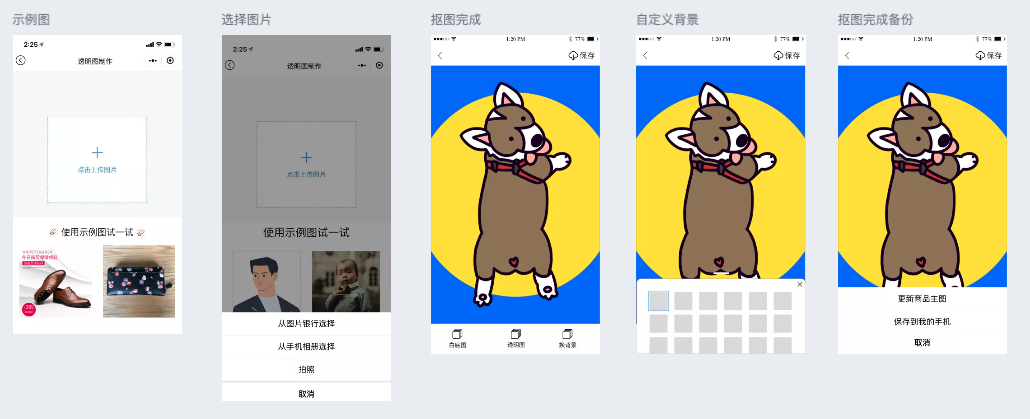 示例图
2:25
透明图制作
点击上传图片
使用示例图试一试
选择图片
2:25
透明图制作
点击上传图片
使用示例图试一试
从图片银行选择
从手机相册选择
拍照
取消
抠图完成
1:20 PM
77%
保存
白底图
透明图
换背景
自定义背景
1:20 PM
77%
保存
抠图完成备份
1:20 PM
77%
保存
更新商品主图
保存到我的手机
取消